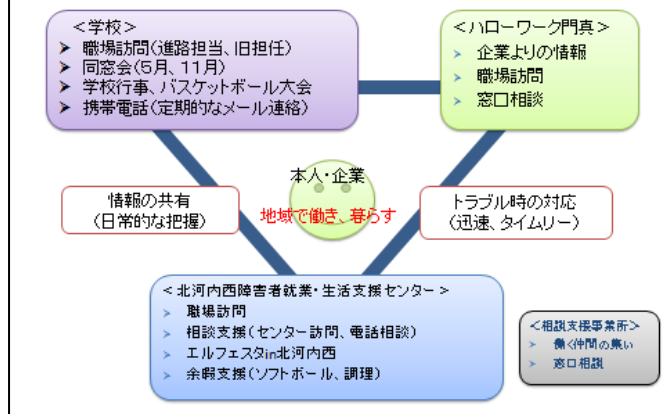 ＜学校＞
➢ 職場訪問(進路担当、旧担任)
➢ 同窓会(5月、11月)
➢ 学校行事、バスケットボール大会
➢ 携帯電話(定期的なメール連絡)
＜ハローワーク門真＞
➢ 企業よりの情報
➢ 職場訪問
➢ 窓口相談
本人・企業
地域で働き、暮らす
情報の共有
(日常的な把握)
トラブル時の対応
(迅速、タイムリー)
＜北河内西障害者就業・生活支援センター＞
➢ 職場訪問
➢ 相談支援(センター訪問、電話相談)
➢ エルフェスタin北河内西
➢ 余暇支援(ソフトボール、調理)
＜相談支援事業所＞
➢ 働く仲間の集い
➢ 窓口相談